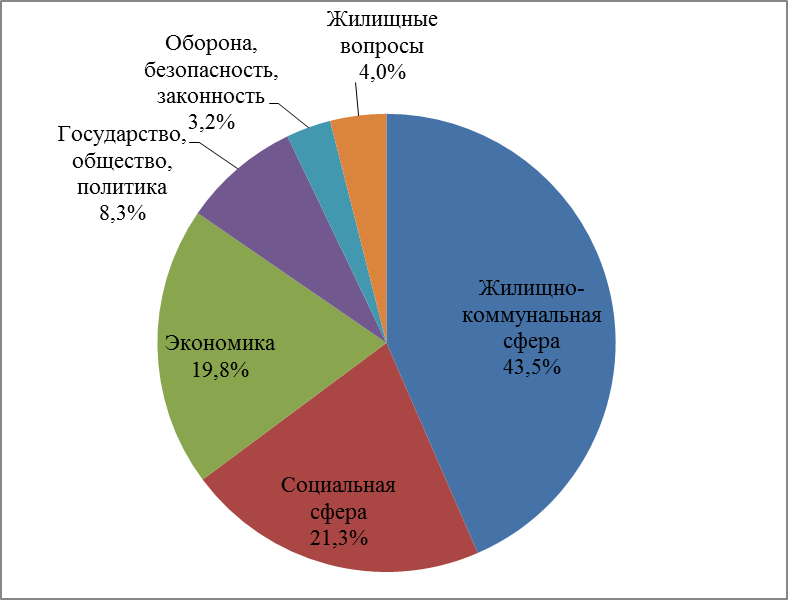 Жилищные
вопросы
4,0%
Оборона,
безопасность,
законность
3,2%
Государство,
общество,
политика
8,3%
Жилищно-
коммунальная
сфера
43,5%
Экономика
19,8%
Социальная
сфера
21,3%